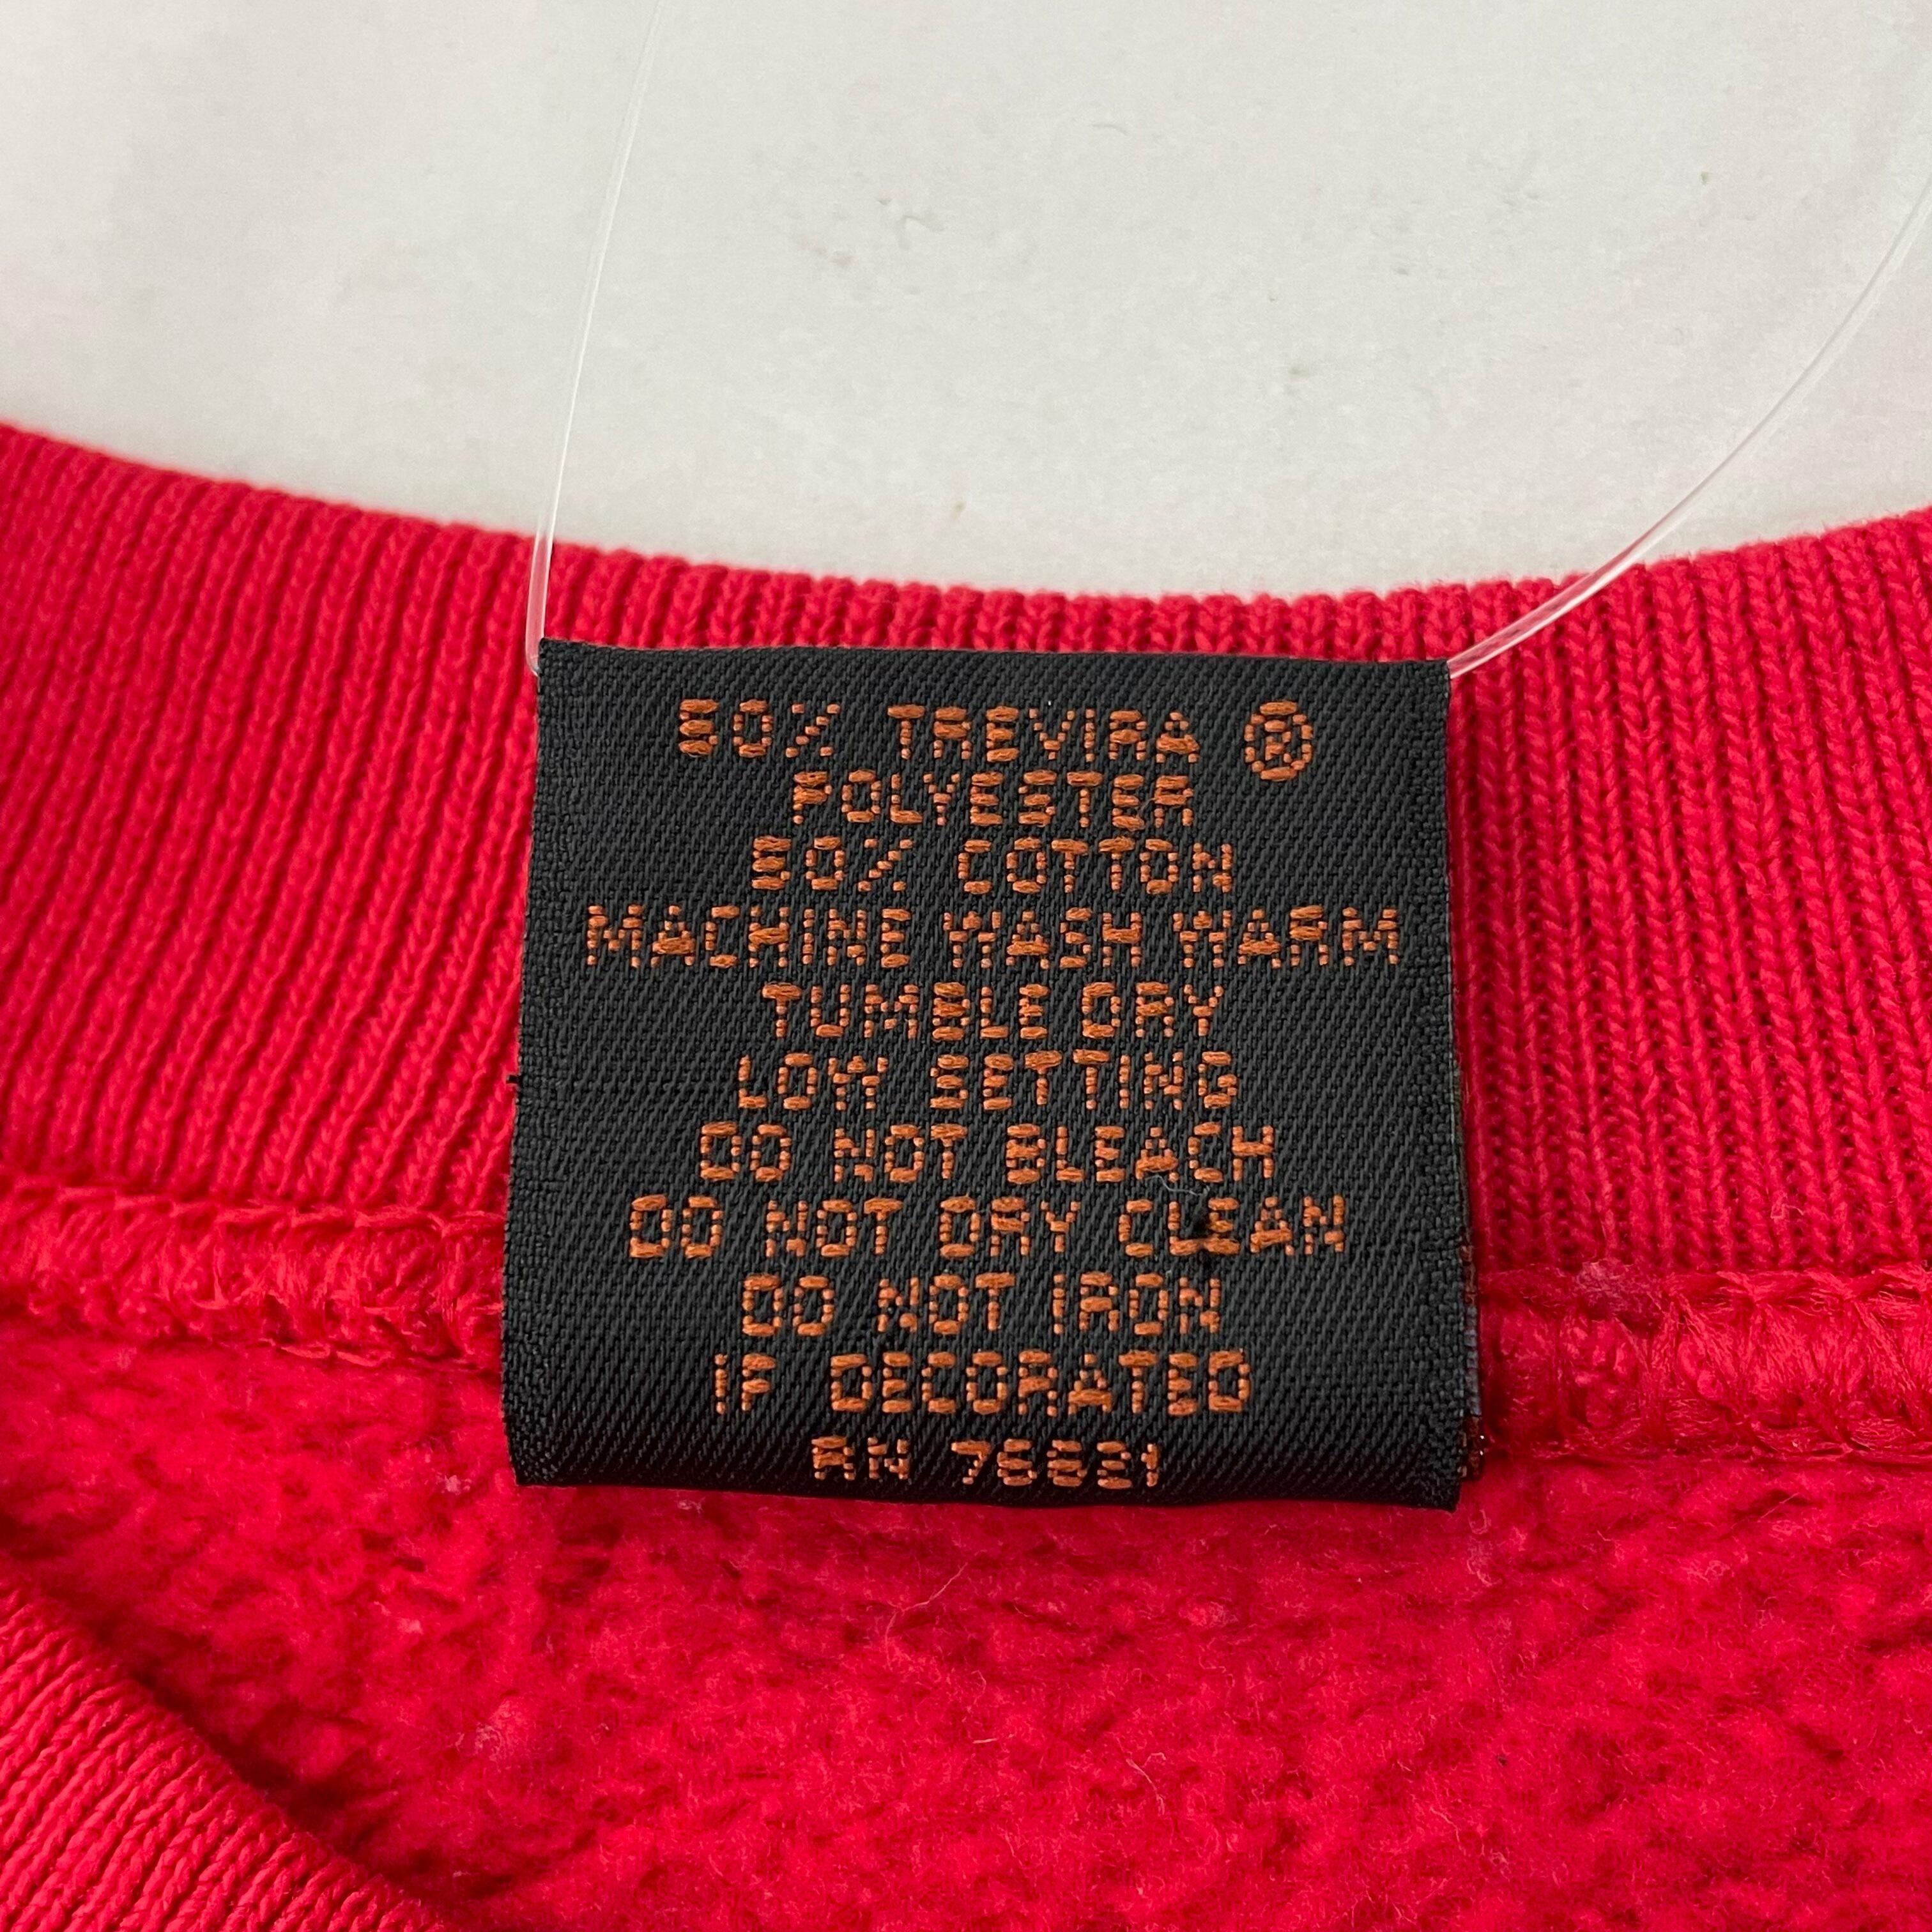 50% TREVIRA ®
POLYESTER
50% COTTON
MACHINE WASH WARM
TUMBLE DRY
LOW SETTING
DO NOT BLEACH
DO NOT DRY CLEAN
DO NOT IRON
IF DECORATED
RN